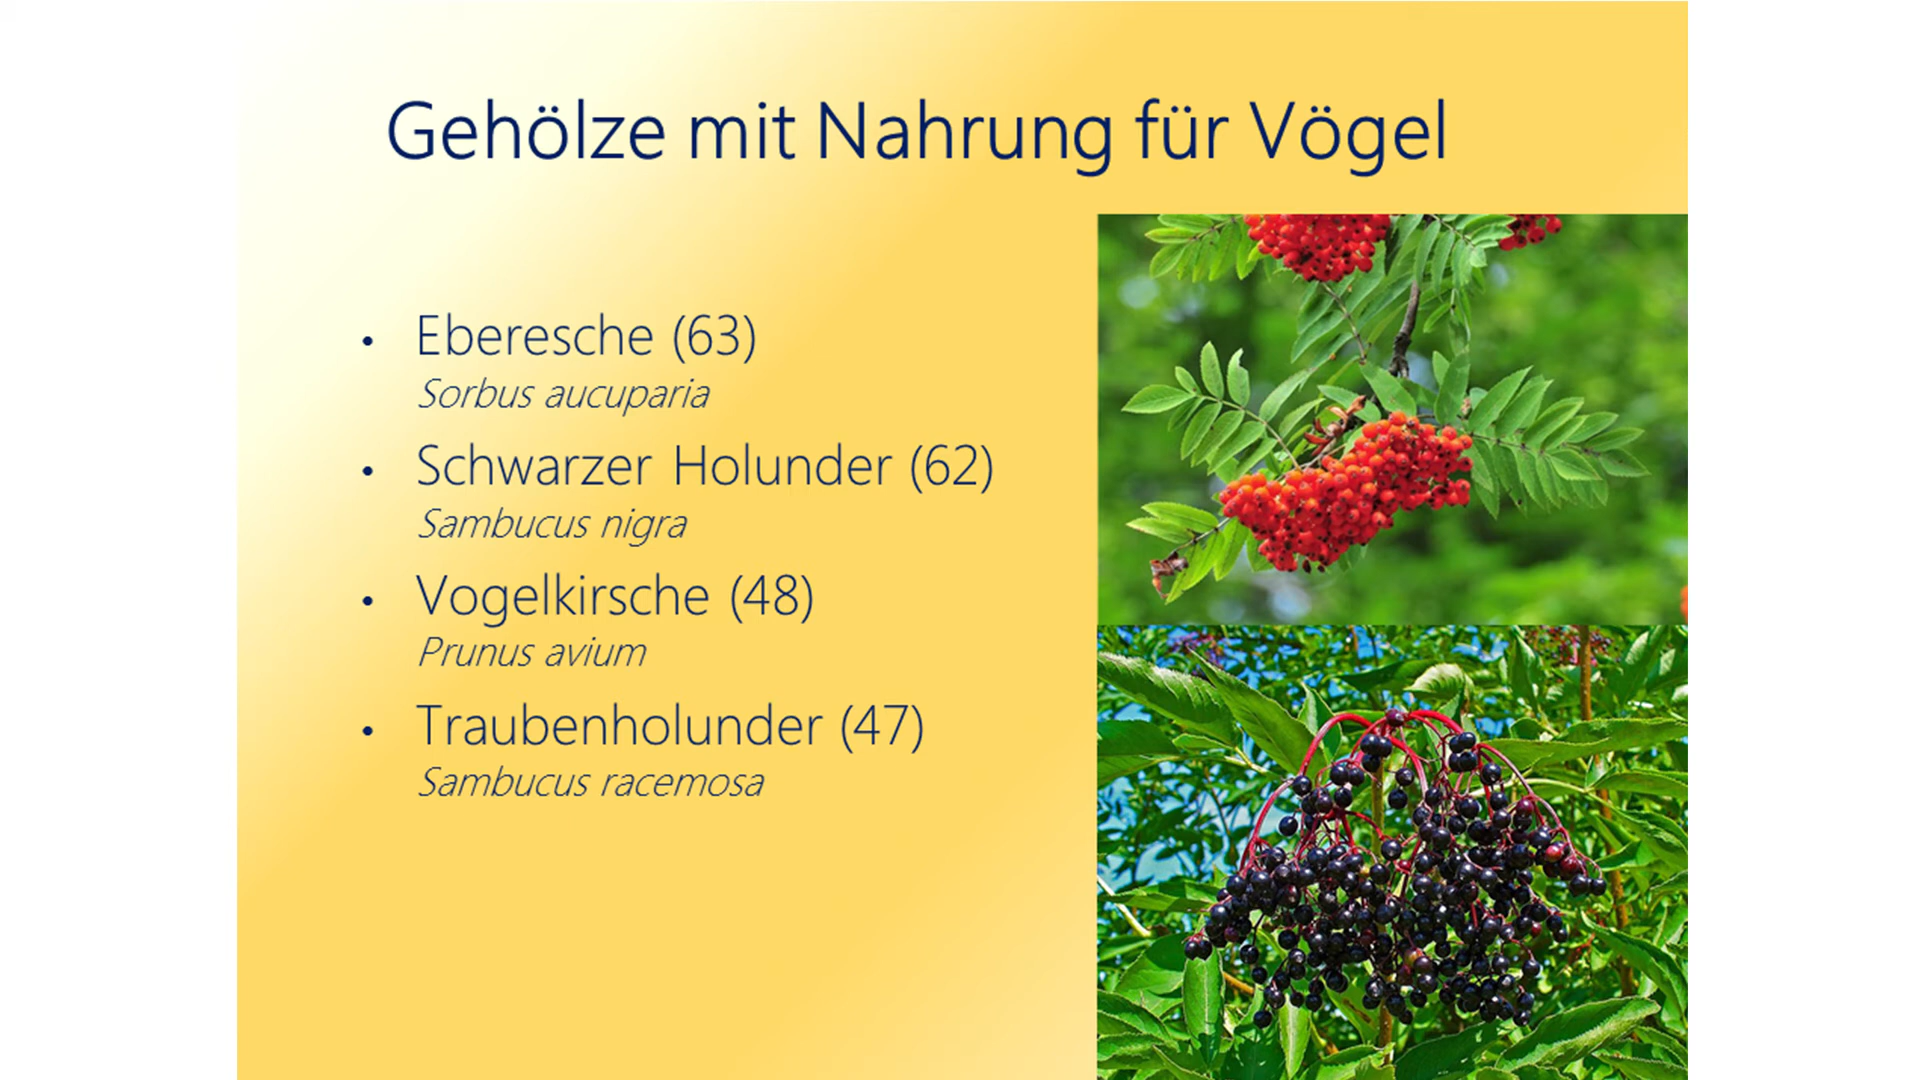 Gehölze mit Nahrung für Vögel
• Eberesche (63)
Sorbus aucuparia
• Schwarzer Holunder (62)
Sambucus nigra
• Vogelkirsche (48)
Prunus avium
• Traubenholunder (47)
Sambucus racemosa